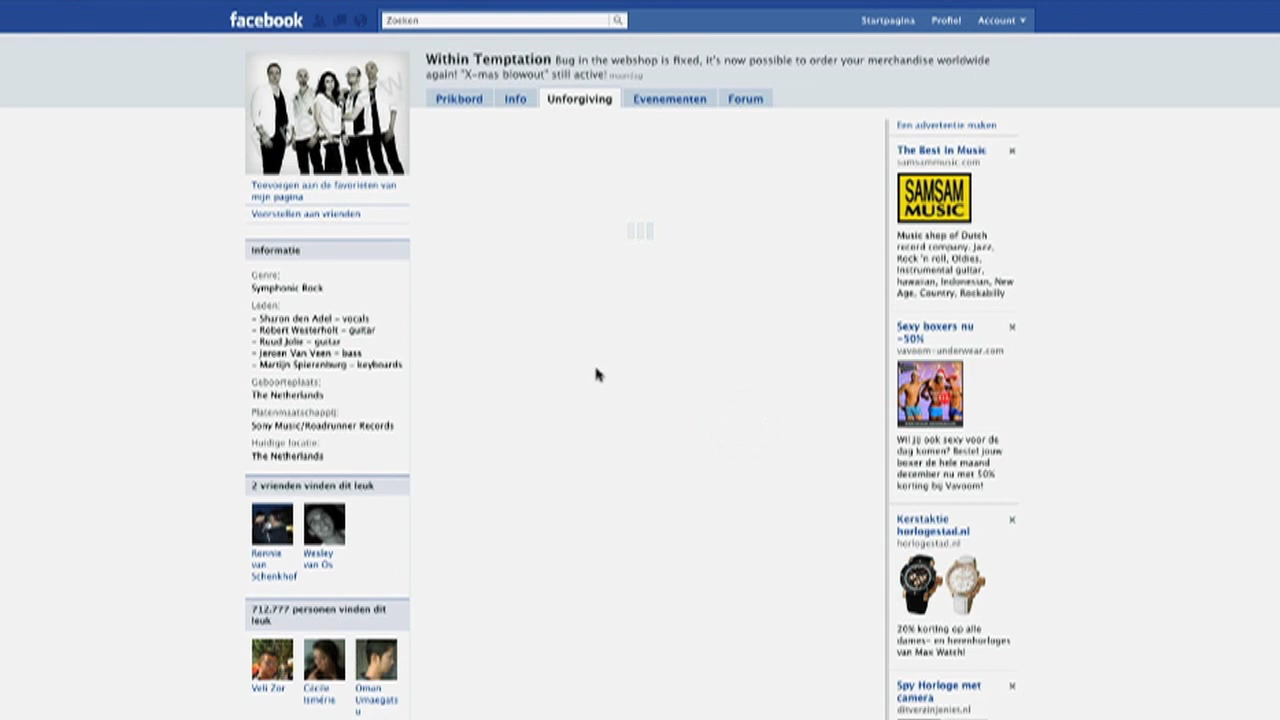 facebook
Zoeken
Startpagina Profiel Account
Within Temptation Bug in the webshop is fixed, it's now possible to order your merchandise worldwide
again! "X-mas blowout" still active! maandag
Prikbord Info Unforgiving Evenementen Forum
Toevoegen aan de favorieten van
mijn pagina
Voorstellen aan vrienden
Informatie
Genre:
Symphonic Rock
Leden:
- Sharon den Adel - vocals
- Robert Westerholt - guitar
- Ruud Jolie - guitar
- Jeroen Van Veen - bass
- Martijn Spierenburg - keyboards
Geboorteplaats:
The Netherlands
Platenmaatschappij:
Sony Music/Roadrunner Records
Huidige locatie:
The Netherlands
2 vrienden vinden dit leuk
Rennie
van
Schenkhof
Wesley
van Os
712.777 personen vinden dit
leuk
Veli Zor
Cécile
Ismérie
Oman
Umaegats
u
Een advertentie maken
The Best in Music
samsammusic.com
SAMSAM
MUSIC
Music shop of Dutch
record company. Jazz,
Rock 'n roll, Oldies,
Instrumental guitar,
hawaiian, Indonesian, New
Age, Country, Rockabilly
Sexy boxers nu
-50%
vavoom-underwear.com
Wil jij ook sexy voor de
dag komen? Bestel jouw
boxer de hele maand
december nu met 50%
korting bij Vavoom!
Kerstaktie
horlogestad.nl
horlogestad.nl
20% korting op alle
dames- en herenhorloges
van Max Watch!
Spy Horloge met
camera
ditverzinjeniet.nl